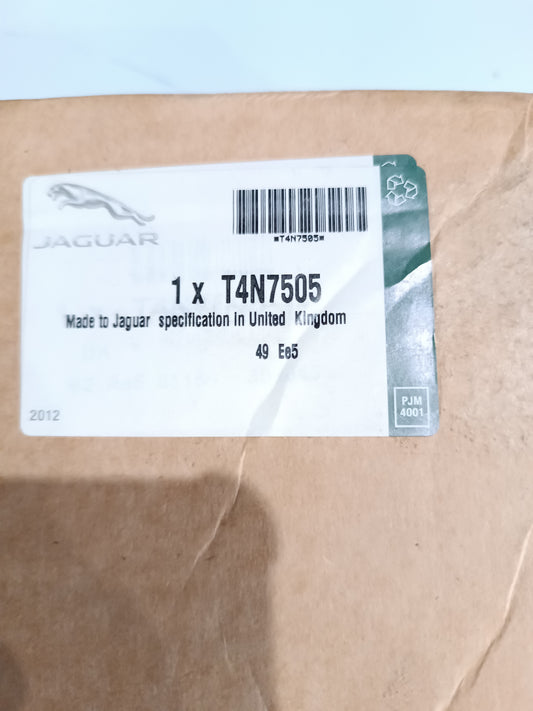 JAGUAR
*T4N7505*
1 x T4N7505
Made to Jaguar specification in United Kingdom
49 Ee5
2012
PJM
4001